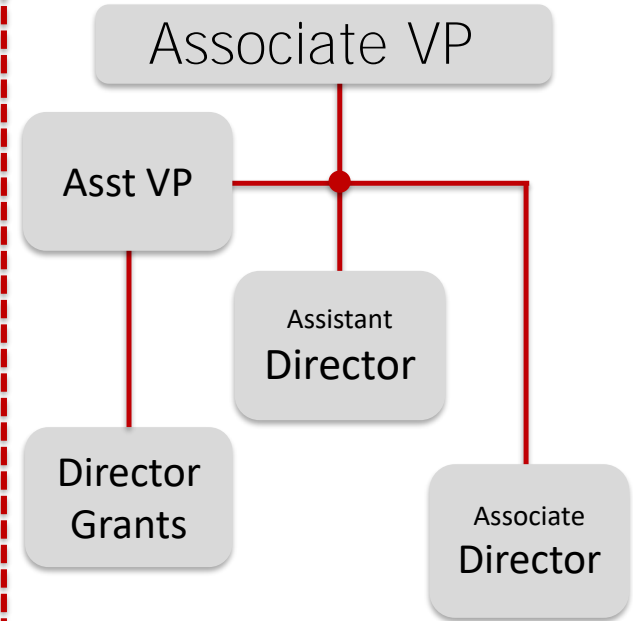 Associate VP
Asst VP
Assistant
Director
Director
Grants
Associate
Director